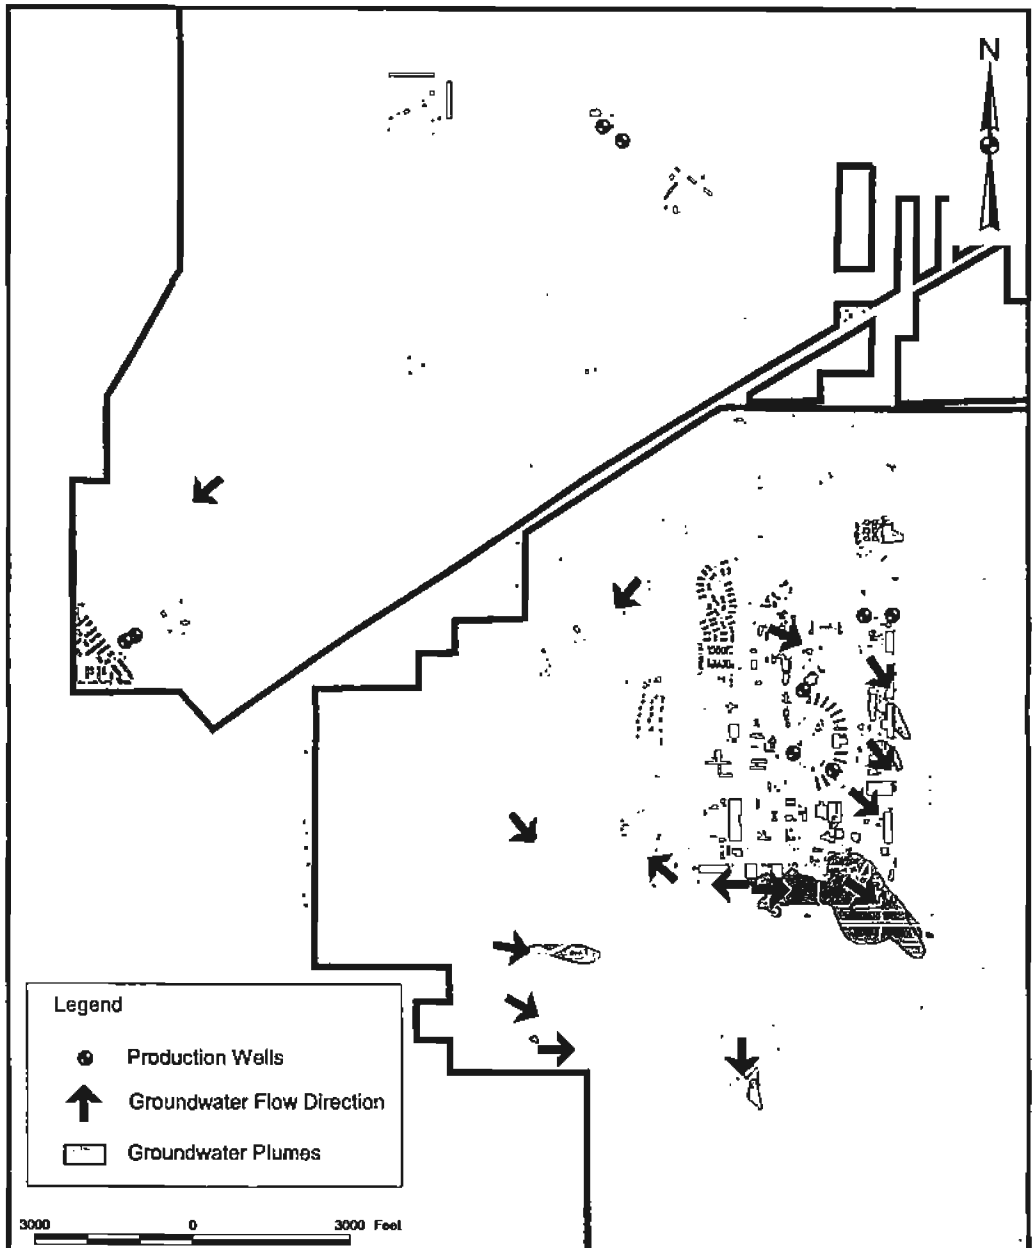 N
Legend
Production Wells
Groundwater Flow Direction
Groundwater Plumes
3000 0 3000 Feet